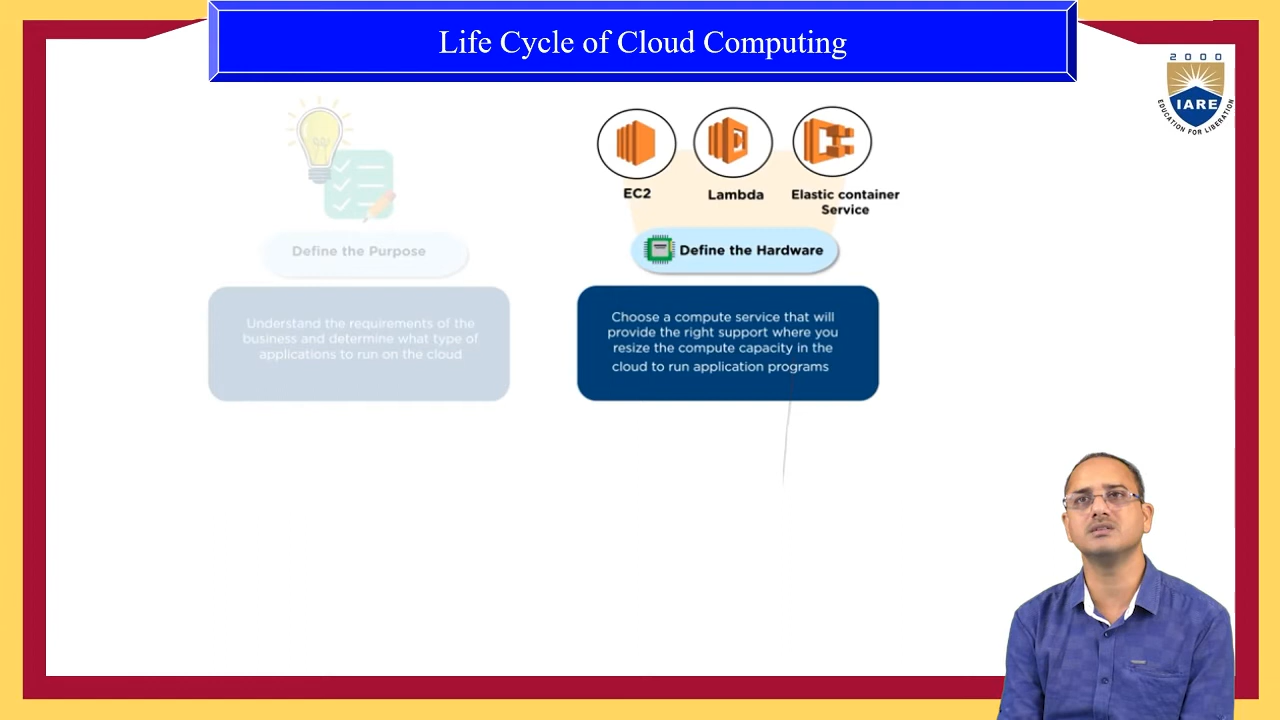 Life Cycle of Cloud Computing
2000
IARE
EDUCATION FOR LIBERATION
EC2
Lambda
Elastic container
Service
Define the Purpose
Define the Hardware
Understand the requirements of the
business and determine what type of
applications to run on the cloud
Choose a compute service that will
provide the right support where you
resize the compute capacity in the
cloud to run application programs